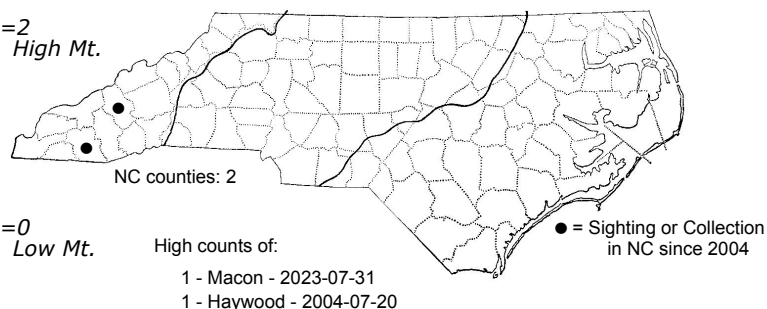 =2
High Mt.
NC counties: 2
=0
Low Mt.
High counts of:
1 - Macon - 2023-07-31
1 - Haywood - 2004-07-20
● = Sighting or Collection
in NC since 2004